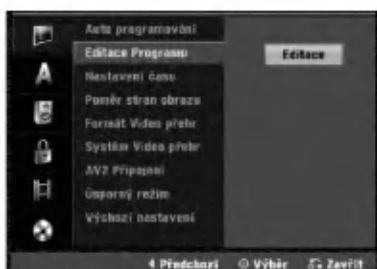 Auto programování
Editace Programu
Editace
Nastavení času
Poměr stran obrazu
Formát Video přehr
Systém Video přehr
AV2 Připojení
Úsporný režim
Výchozí nastavení
Předchozí
Výběr
Zavřít